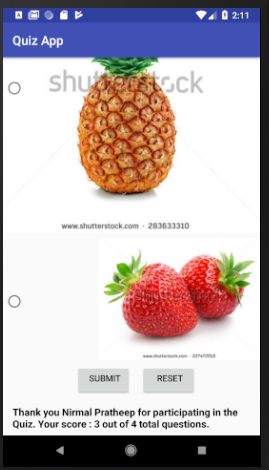 2:11
Quiz App
shutterstock
www.shutterstock.com · 283633310
www.shutterstock.com · 207472522
SUBMIT RESET
Thank you Nirmal Pratheep for participating in the
Quiz. Your score : 3 out of 4 total questions.